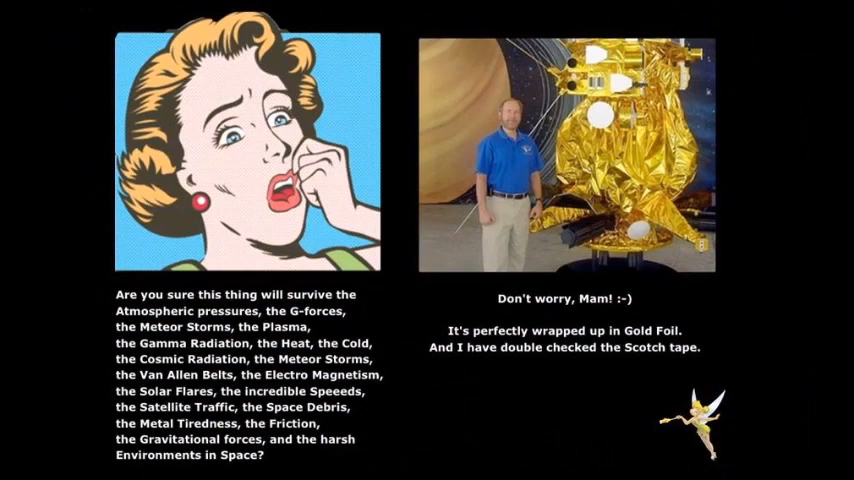 Are you sure this thing will survive the
Atmospheric pressures, the G-forces,
the Meteor Storms, the Plasma,
the Gamma Radiation, the Heat, the Cold,
the Cosmic Radiation, the Meteor Storms,
the Van Allen Belts, the Electro Magnetism,
the Solar Flares, the incredible Speeeds,
the Satellite Traffic, the Space Debris,
the Metal Tiredness, the Friction,
the Gravitational forces, and the harsh
Environments in Space?
Don't worry, Mam! :-)
It's perfectly wrapped up in Gold Foil.
And I have double checked the Scotch tape.